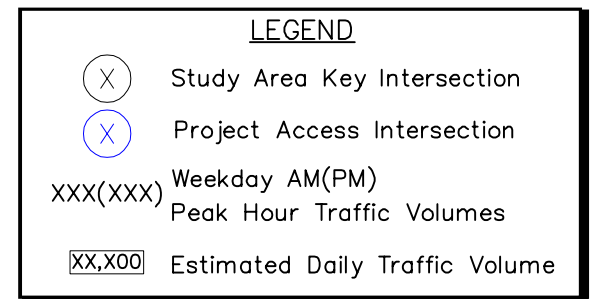 LEGEND
X Study Area Key Intersection
X Project Access Intersection
XXX(XXX) Weekday AM(PM)
Peak Hour Traffic Volumes
XX,X00 Estimated Daily Traffic Volume